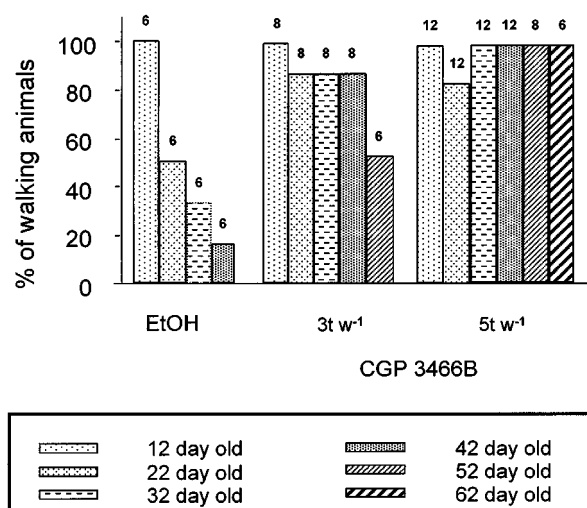 % of walking animals
100
80
60
40
20
0
6
6
6
6
8
8
8
8
6
12
12
12
12
8
6
EtOH
3t w⁻¹
5t w⁻¹
CGP 3466B
12 day old
22 day old
32 day old
42 day old
52 day old
62 day old